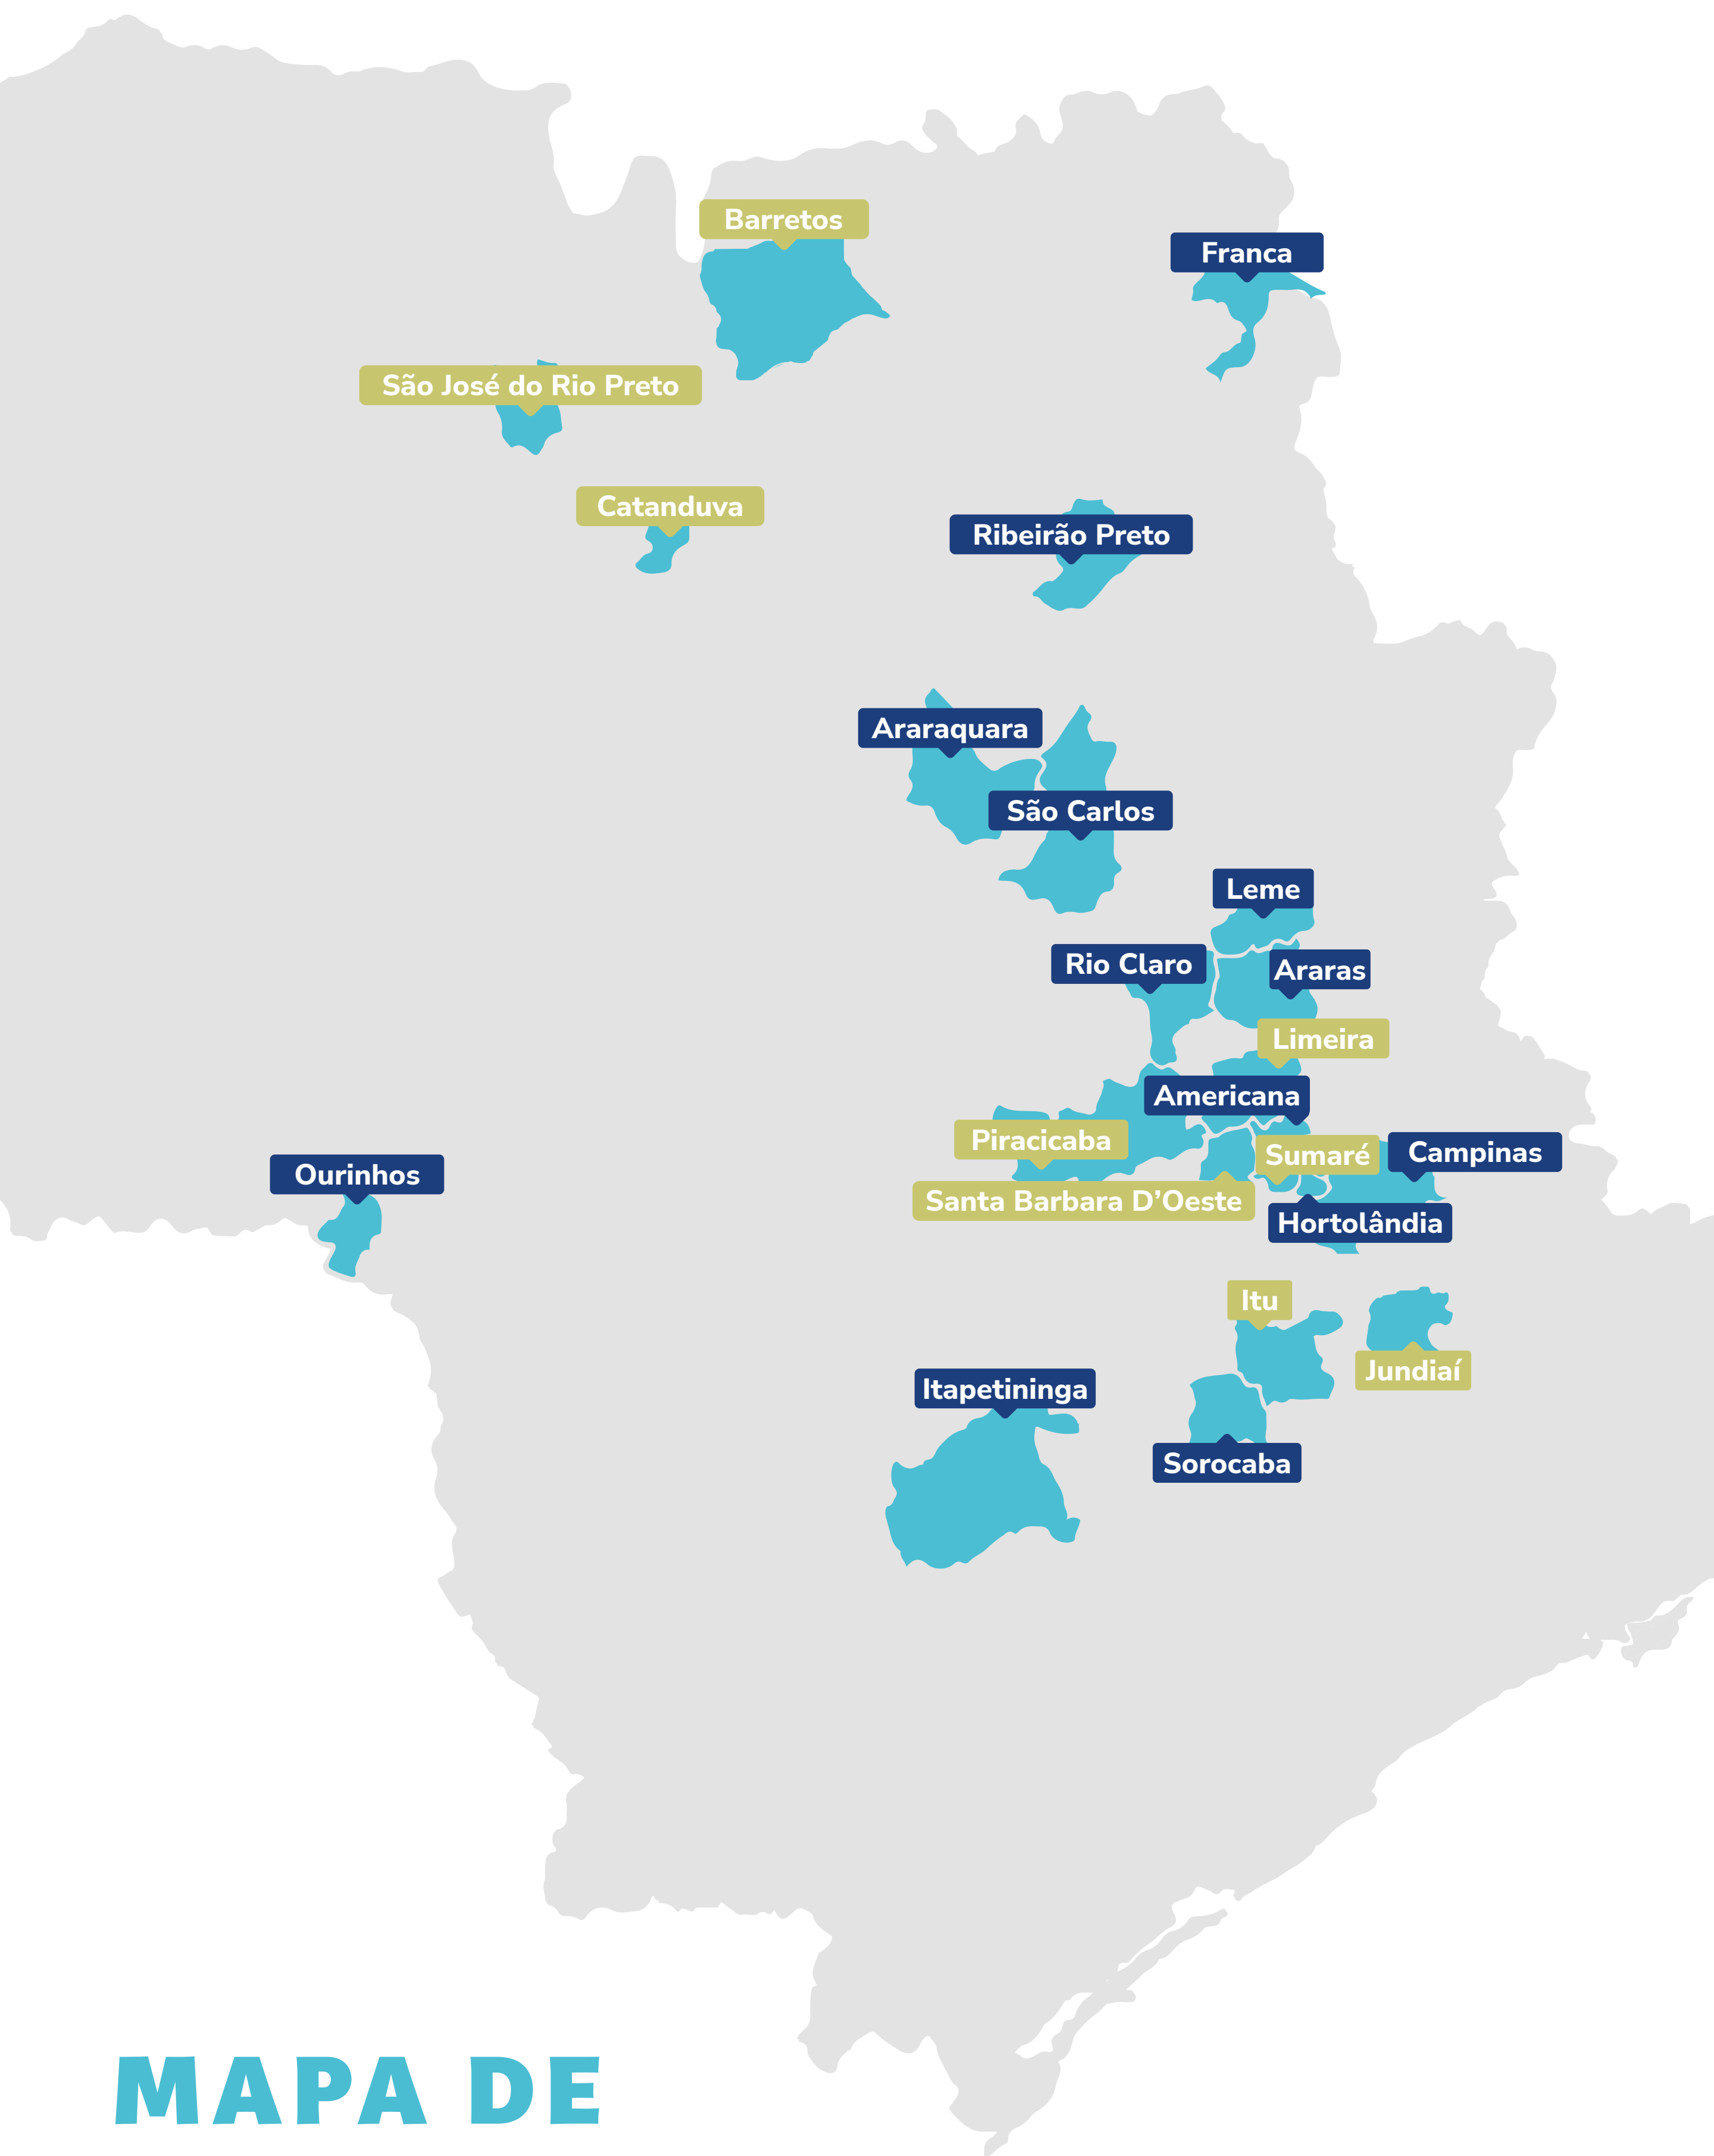 Barretos
Franca
São José do Rio Preto
Catanduva
Ribeirão Preto
Araraquara
São Carlos
Leme
Rio Claro
Araras
Limeira
Americana
Piracicaba
Sumaré
Campinas
Ourinhos
Santa Barbara D’Oeste
Hortolândia
Itu
Jundiaí
Itapetininga
Sorocaba
MAPA DE